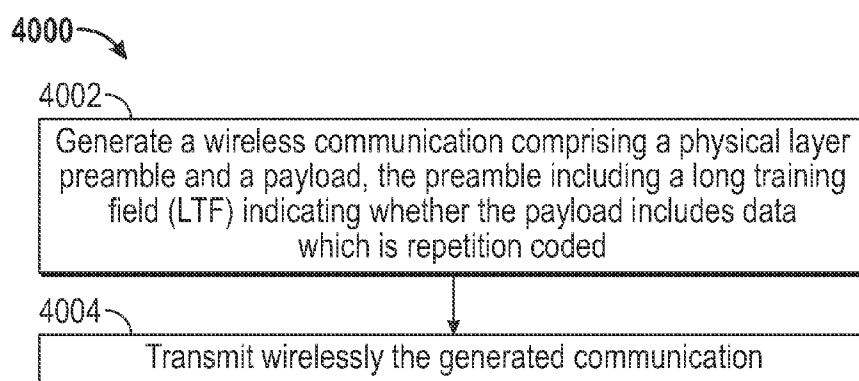 4000
4002
Generate a wireless communication comprising a physical layer
preamble and a payload, the preamble including a long training
field (LTF) indicating whether the payload includes data
which is repetition coded
4004
Transmit wirelessly the generated communication